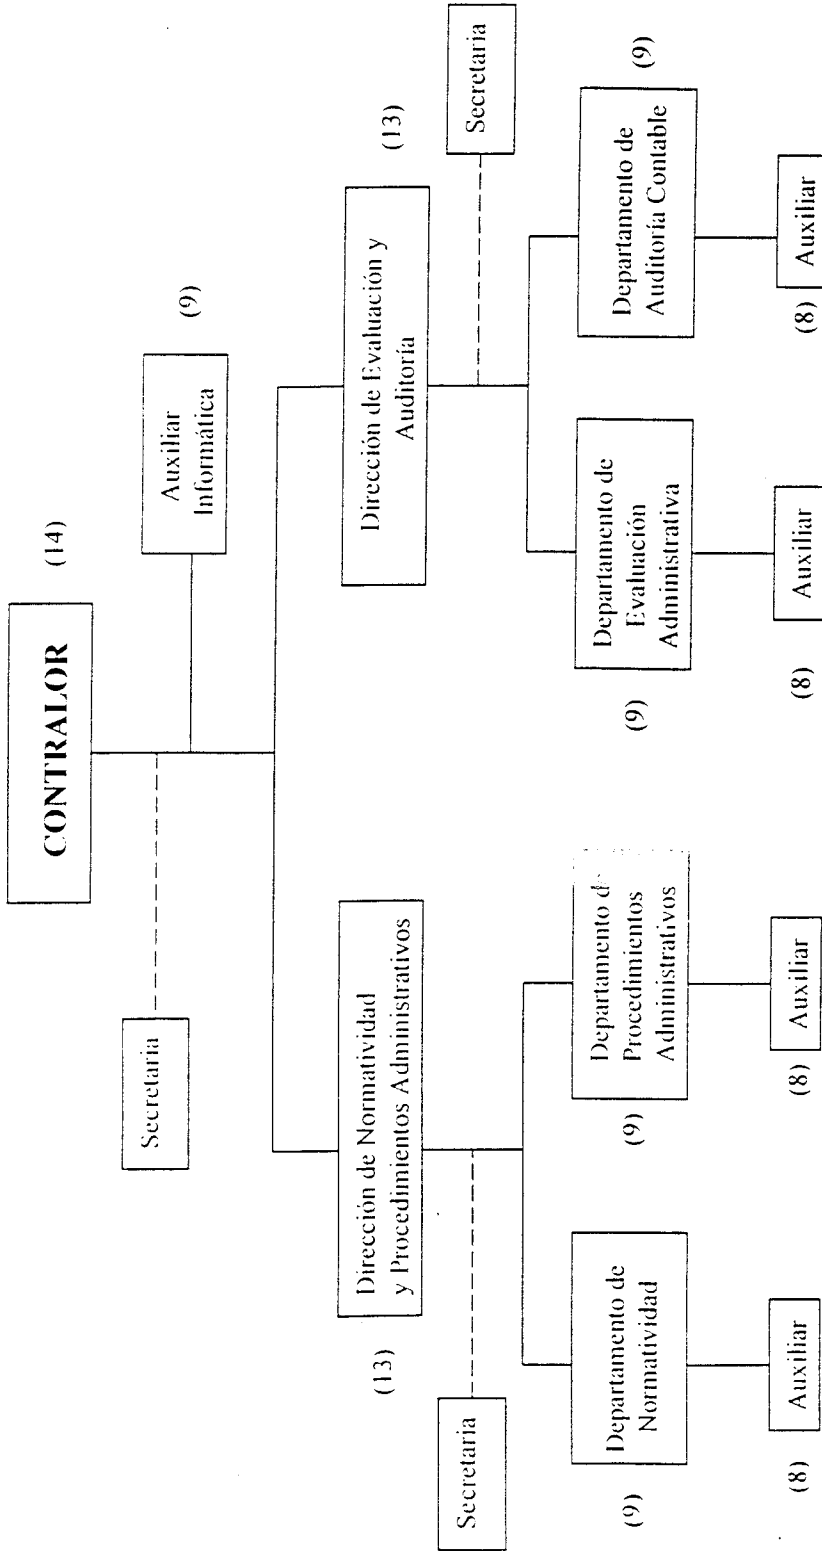 CONTRALOR
(14)
Secretaria
Auxiliar
Informática
(9)
Dirección de Normatividad
y Procedimientos Administrativos
(13)
Dirección de Evaluación y
Auditoría
(13)
Secretaria
Secretaria
Departamento de
Normatividad
(9)
Departamento de
Procedimientos
Administrativos
(9)
Departamento de
Evaluación
Administrativa
(9)
Departamento de
Auditoría Contable
(9)
Auxiliar
(8)
Auxiliar
(8)
Auxiliar
(8)
Auxiliar
(8)